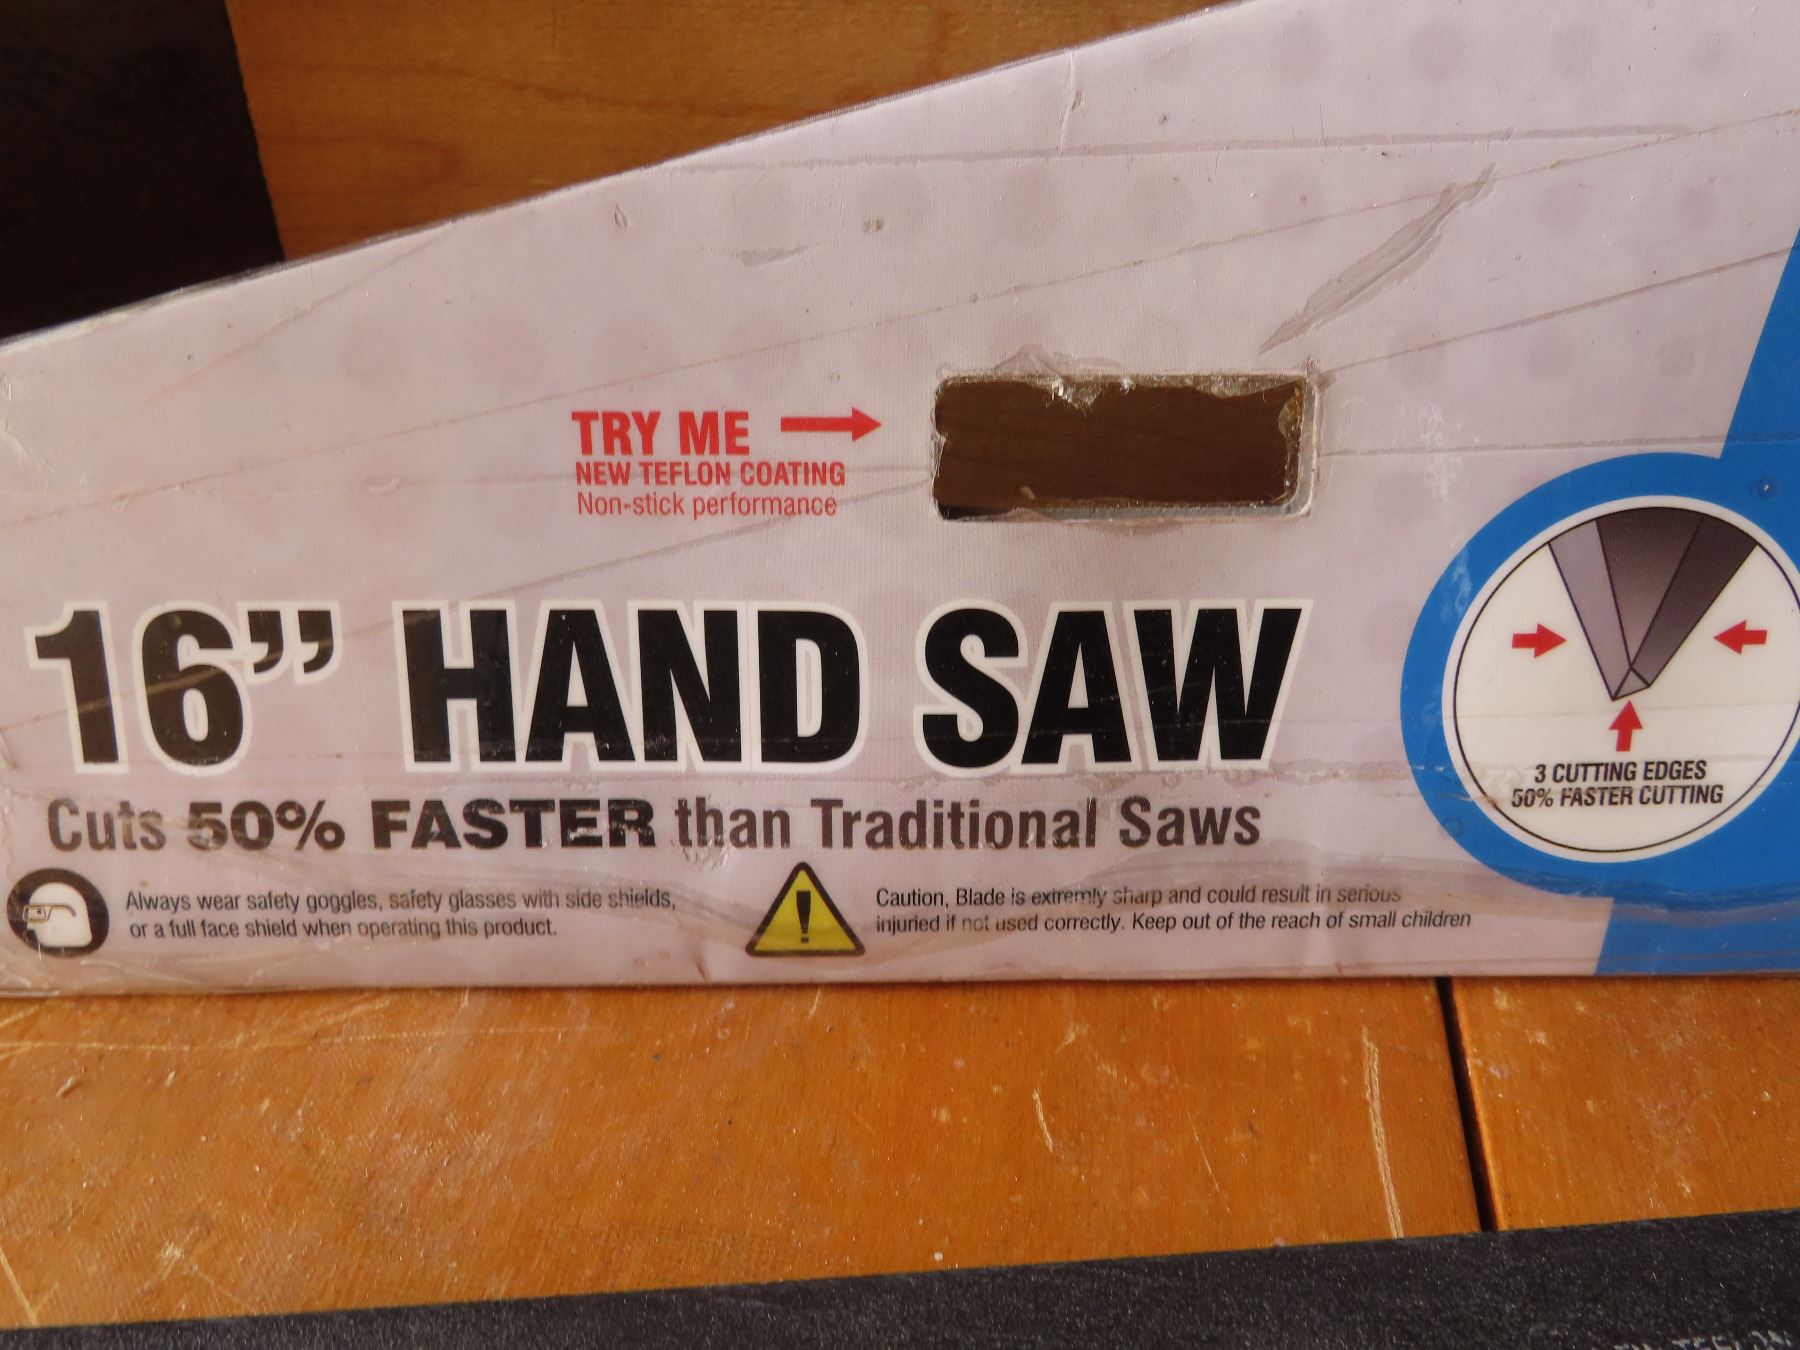 TRY ME
NEW TEFLON COATING
Non-stick performance
16” HAND SAW
Cuts 50% FASTER than Traditional Saws
3 CUTTING EDGES
50% FASTER CUTTING
Always wear safety goggles, safety glasses with side shields,
or a full face shield when operating this product.
Caution, Blade is extremly sharp and could result in serious
injuried if not used correctly. Keep out of the reach of small children